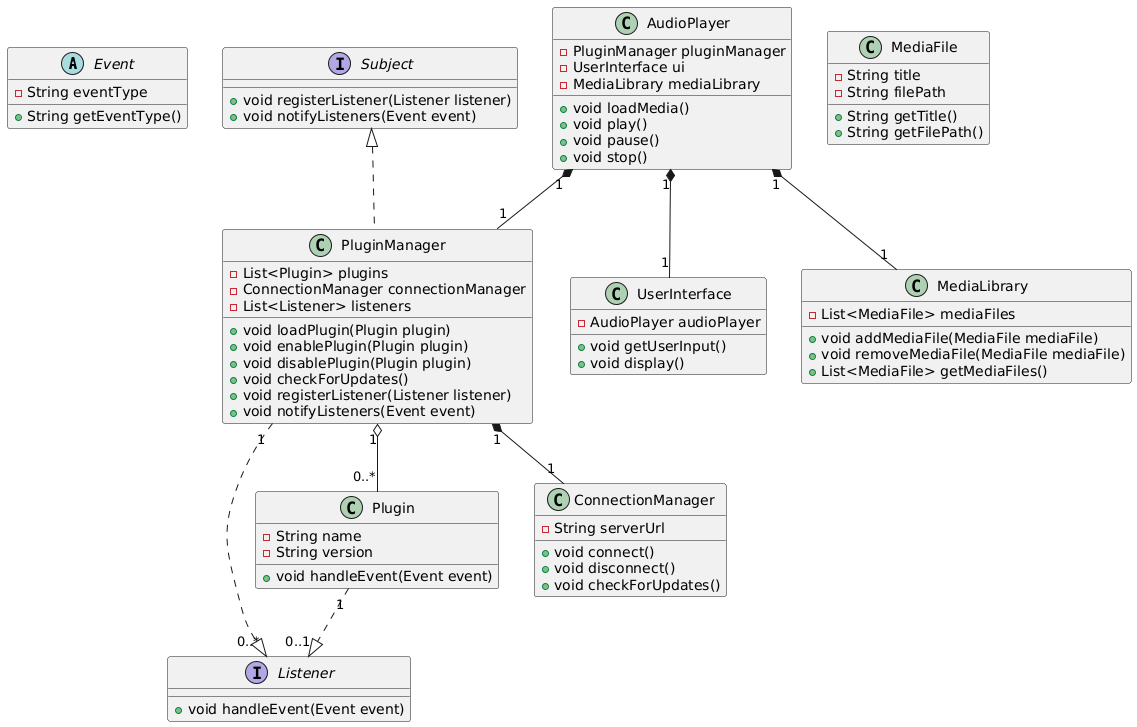 A Event
String eventType
String getEventType()
I Subject
void registerListener(Listener listener)
void notifyListeners(Event event)
C AudioPlayer
PluginManager pluginManager
UserInterface ui
MediaLibrary mediaLibrary
void loadMedia()
void play()
void pause()
void stop()
C MediaFile
String title
String filePath
String getTitle()
String getFilePath()
1
1
1
1
1
1
C PluginManager
List<Plugin> plugins
ConnectionManager connectionManager
List<Listener> listeners
void loadPlugin(Plugin plugin)
void enablePlugin(Plugin plugin)
void disablePlugin(Plugin plugin)
void checkForUpdates()
void registerListener(Listener listener)
void notifyListeners(Event event)
C UserInterface
AudioPlayer audioPlayer
void getUserInput()
void display()
C MediaLibrary
List<MediaFile> mediaFiles
void addMediaFile(MediaFile mediaFile)
void removeMediaFile(MediaFile mediaFile)
List<MediaFile> getMediaFiles()
1
1
1
0..*
1
C Plugin
String name
String version
void handleEvent(Event event)
C ConnectionManager
String serverUrl
void connect()
void disconnect()
void checkForUpdates()
1
0..*
0..1
I Listener
void handleEvent(Event event)